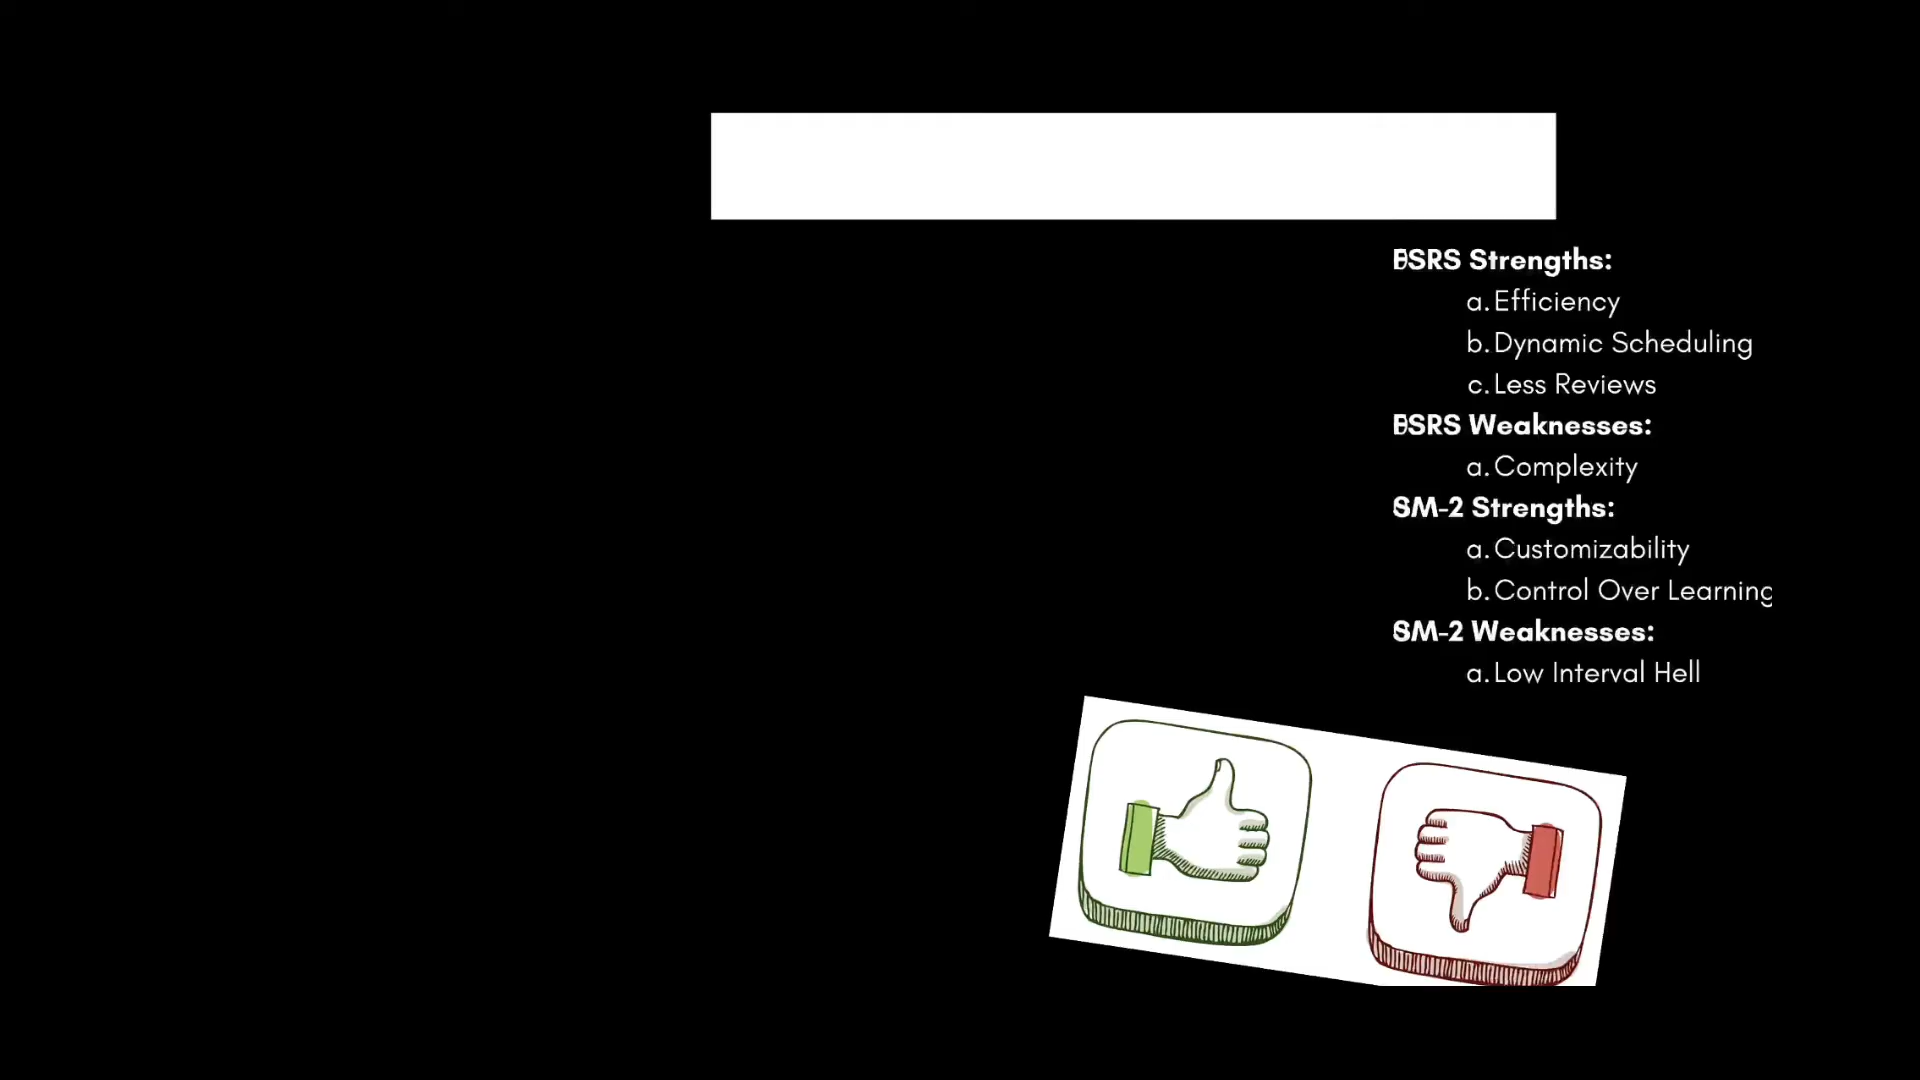 FSRS Strengths:
a. Efficiency
b. Dynamic Scheduling
c. Less Reviews
FSRS Weaknesses:
a. Complexity
SM-2 Strengths:
a. Customizability
b. Control Over Learning
SM-2 Weaknesses:
a. Low Interval Hell